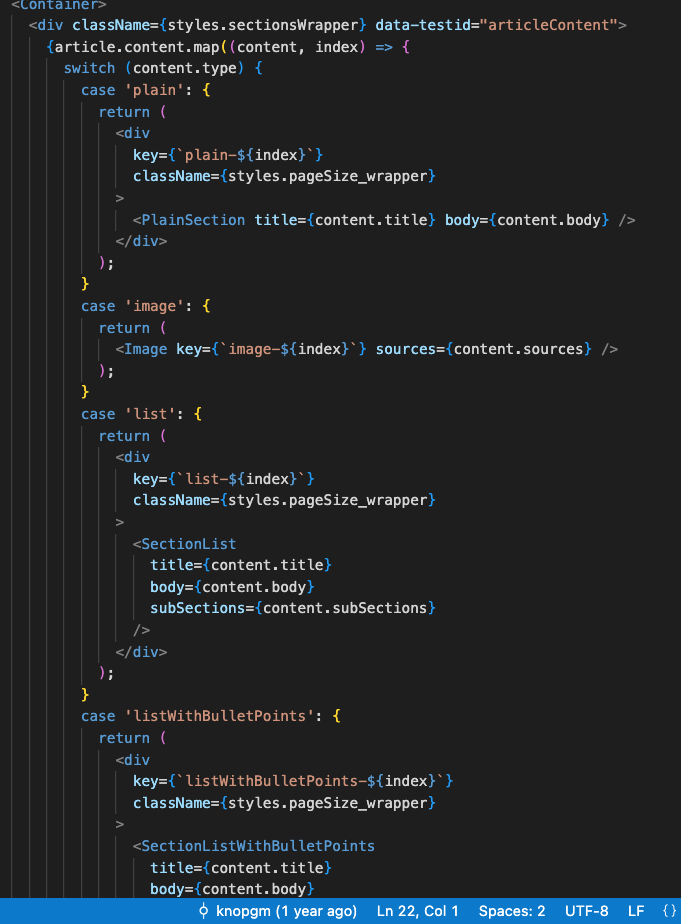 <Container>
<div className={styles.sectionsWrapper} data-testid="articleContent">
{article.content.map((content, index) => {
switch (content.type) {
case 'plain': {
return (
<div
key={`plain-${index}`}
className={styles.pageSize_wrapper}
>
<PlainSection title={content.title} body={content.body} />
</div>
);
}
case 'image': {
return (
<Image key={`image-${index}`} sources={content.sources} />
);
}
case 'list': {
return (
<div
key={`list-${index}`}
className={styles.pageSize_wrapper}
>
<SectionList
title={content.title}
body={content.body}
subSections={content.subSections}
/>
</div>
);
}
case 'listWithBulletPoints': {
return (
<div
key={`listWithBulletPoints-${index}`}
className={styles.pageSize_wrapper}
>
<SectionListWithBulletPoints
title={content.title}
body={content.body}
knopgm (1 year ago) Ln 22, Col 1 Spaces: 2 UTF-8 LF {}